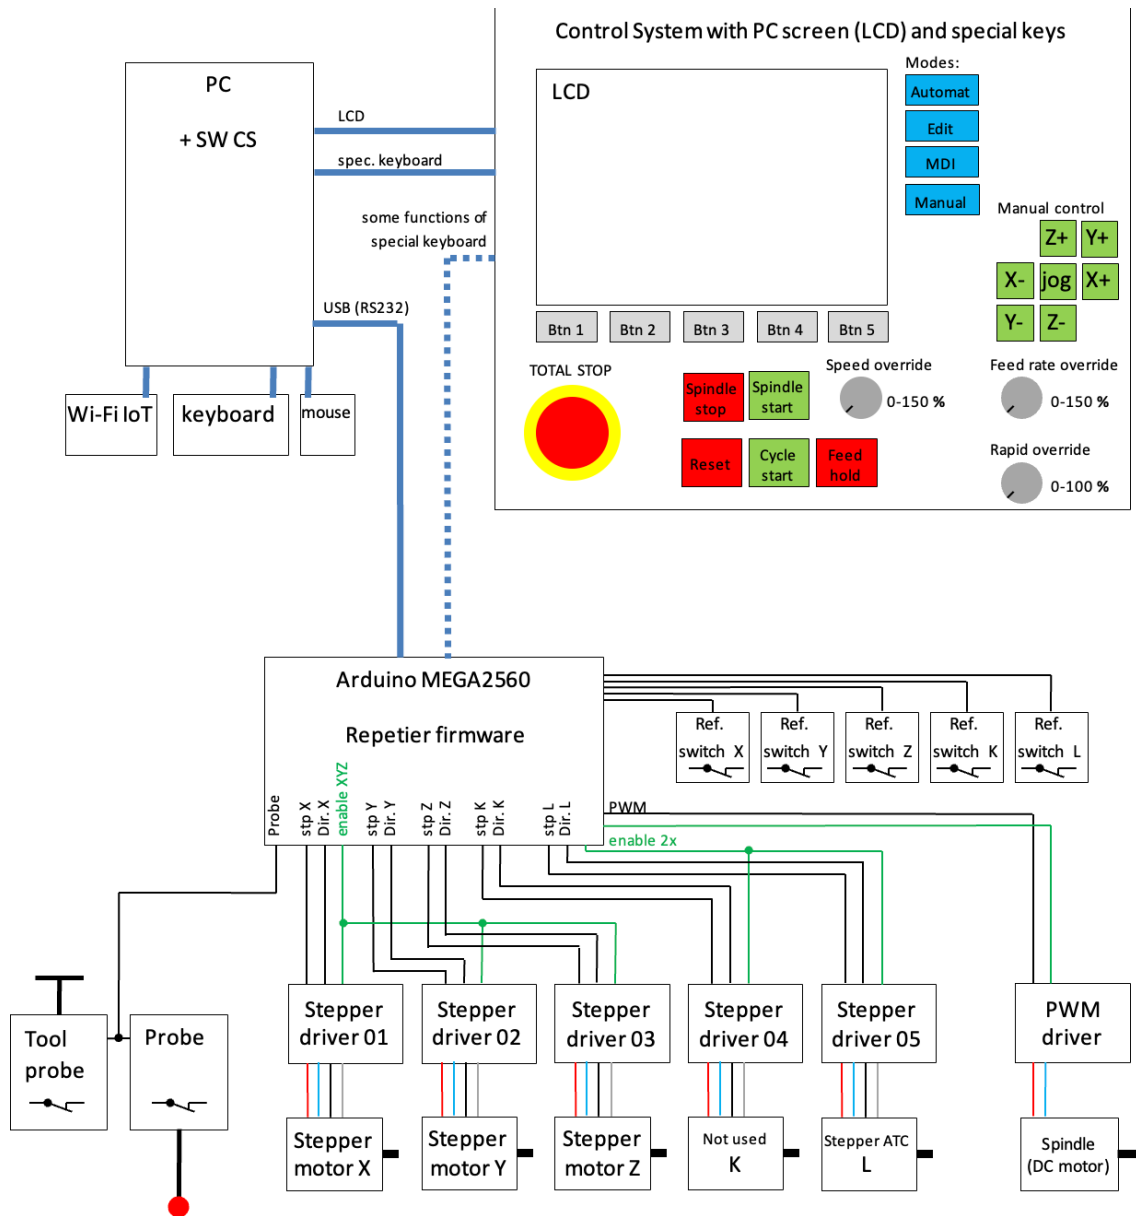 Control System with PC screen (LCD) and special keys
Modes:
PC
+ SW CS
LCD
LCD
Automat
spec. keyboard
Edit
MDI
Manual
some functions of
special keyboard
Manual control
Z+ Y+
X- jog X+
Y- Z-
USB (RS232)
Btn 1 Btn 2 Btn 3 Btn 4 Btn 5
Wi-Fi IoT
keyboard
mouse
TOTAL STOP
Spindle
stop
Spindle
start
Speed override
0-150 %
Feed rate override
0-150 %
Reset
Cycle
start
Feed
hold
Rapid override
0-100 %
Arduino MEGA2560
Repetier firmware
Ref.
switch X
Ref.
switch Y
Ref.
switch Z
Ref.
switch K
Ref.
switch L
Probe
stp X
Dir. X
enable XYZ
stp Y
Dir. Y
stp Z
Dir. Z
stp K
Dir. K
stp L
Dir. L
PWM
enable 2x
Tool
probe
Probe
Stepper
driver 01
Stepper
driver 02
Stepper
driver 03
Stepper
driver 04
Stepper
driver 05
PWM
driver
Stepper
motor X
Stepper
motor Y
Stepper
motor Z
Not used
K
Stepper ATC
L
Spindle
(DC motor)